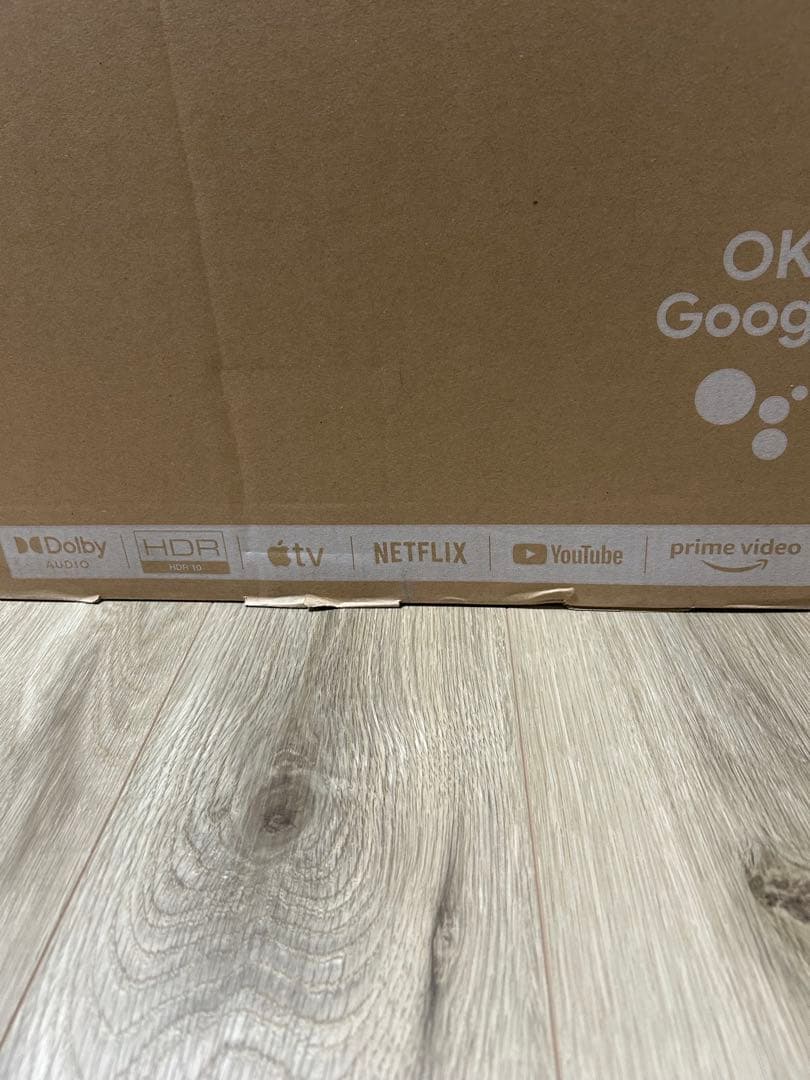 OK
Goog
Dolby
AUDIO
HDR
HDR 10
tv
NETFLIX
YouTube
prime video